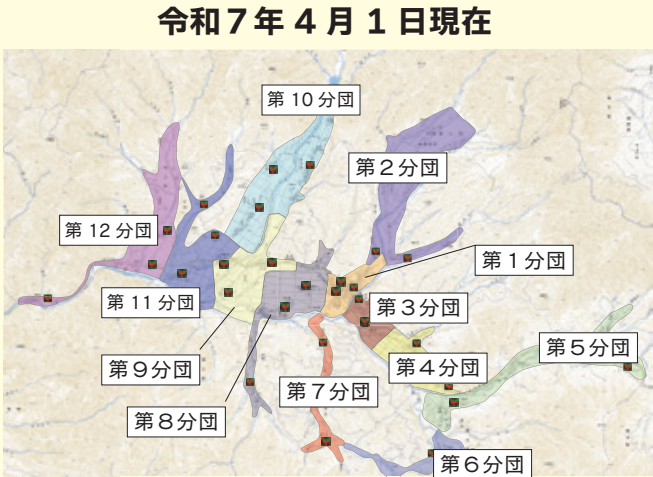 令和７年４月１日現在
第10分団
第２分団
第12分団
第１分団
第11分団
第３分団
第５分団
第９分団
第４分団
第７分団
第８分団
第６分団